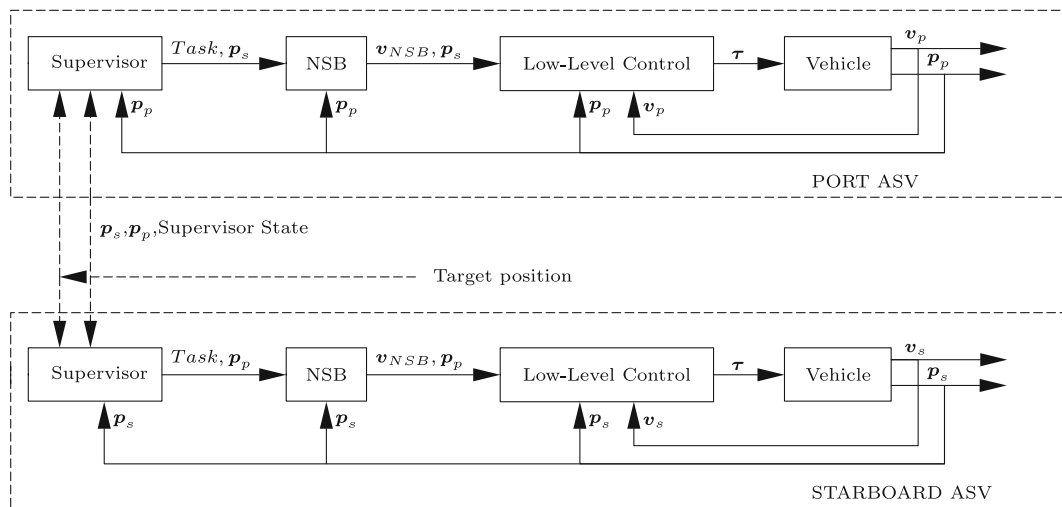 Supervisor Task, p_s NSB v_NSB, p_s Low-Level Control τ Vehicle v_p
p_p
p_p p_p p_p v_p
PORT ASV
p_s,p_p,Supervisor State
Target position
Supervisor Task, p_p NSB v_NSB, p_p Low-Level Control τ Vehicle v_s
p_s
p_s p_s p_s v_s
STARBOARD ASV